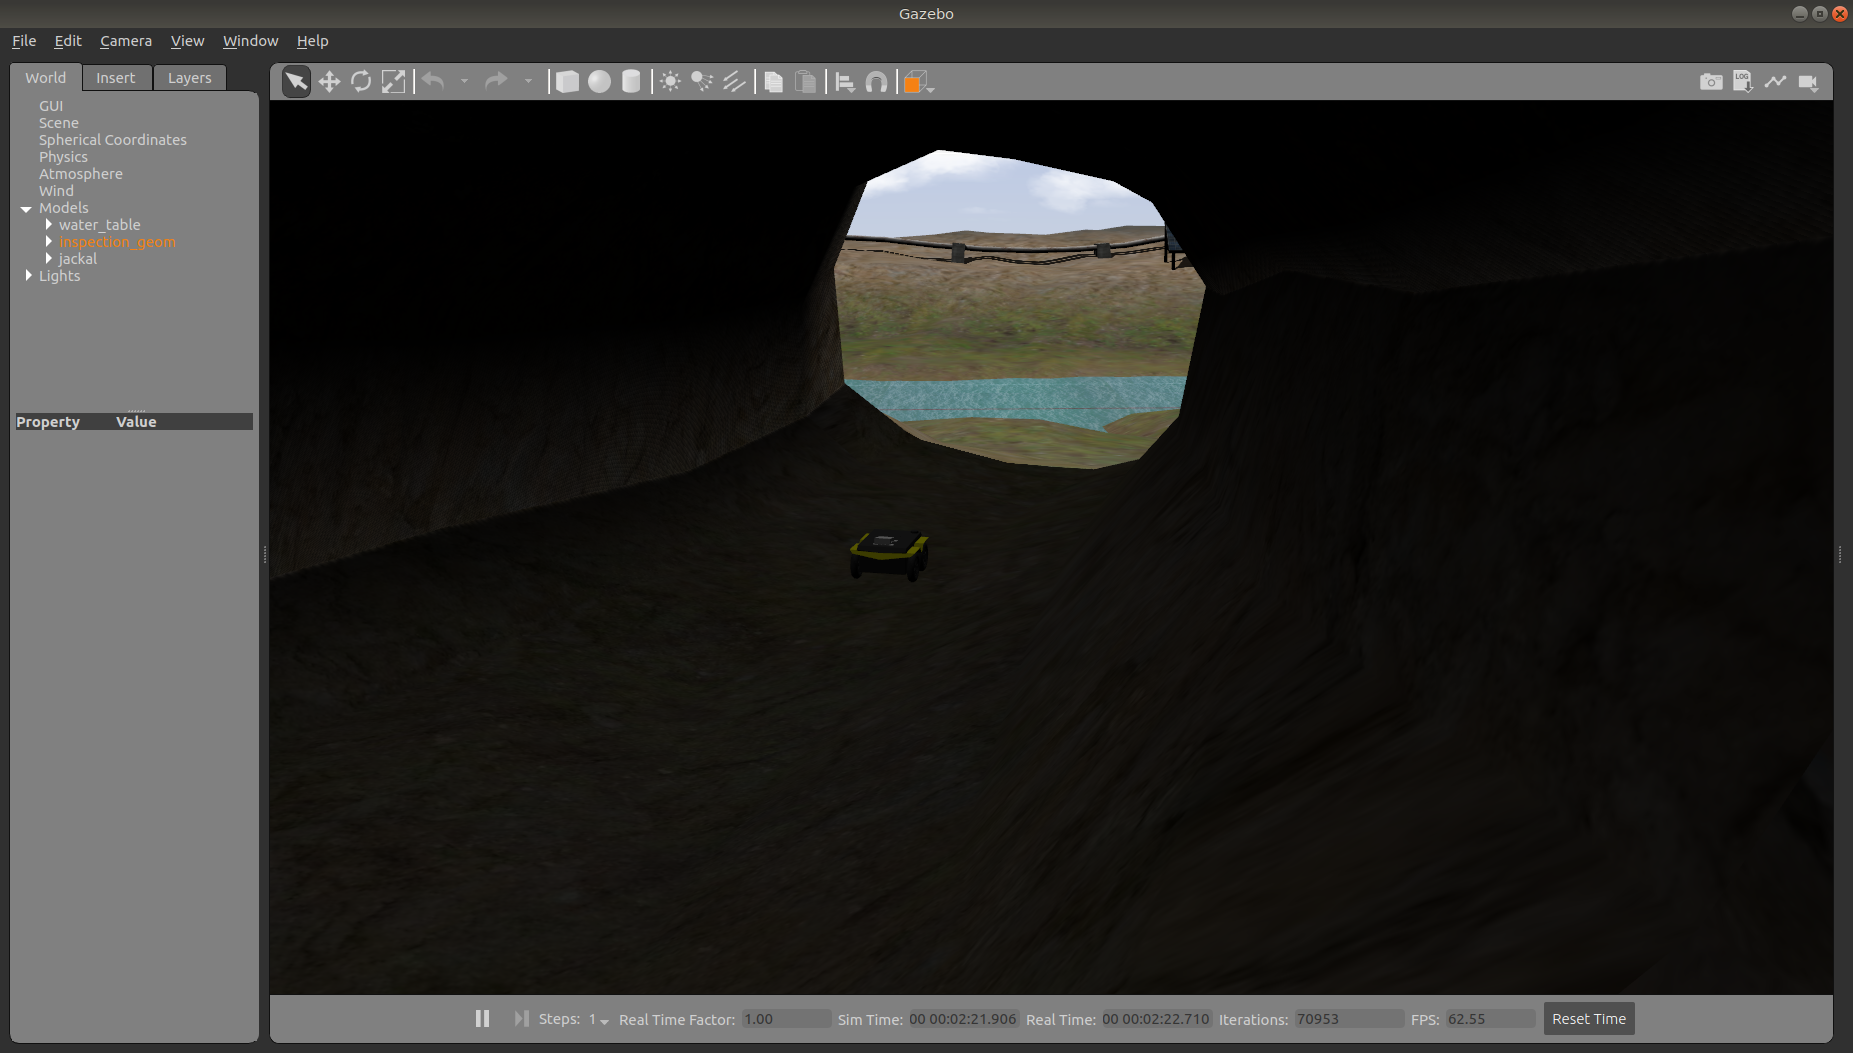 Gazebo
File Edit Camera View Window Help
World Insert Layers
GUI
Scene
Spherical Coordinates
Physics
Atmosphere
Wind
Models
water_table
inspection_geom
jackal
Lights
Property Value
LOG
Steps: 1 Real Time Factor: 1.00 Sim Time: 00 00:02:21.906 Real Time: 00 00:02:22.710 Iterations: 70953 FPS: 62.55 Reset Time